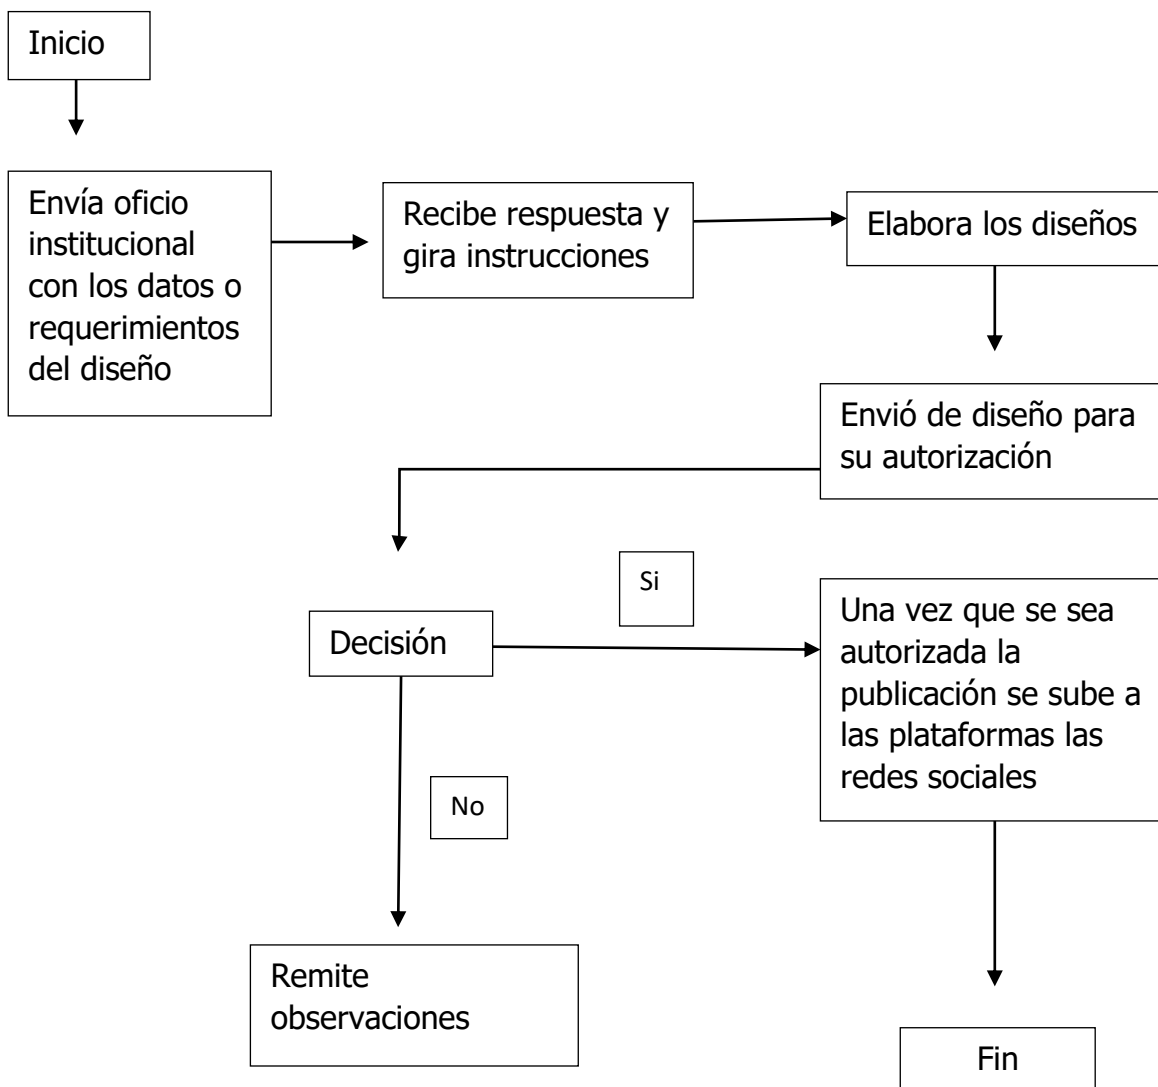 Inicio
Envía oficio
institucional
con los datos o
requerimientos
del diseño
Recibe respuesta y
gira instrucciones
Elabora los diseños
Envió de diseño para
su autorización
Si
Decisión
Una vez que se sea
autorizada la
publicación se sube a
las plataformas las
redes sociales
No
Remite
observaciones
Fin